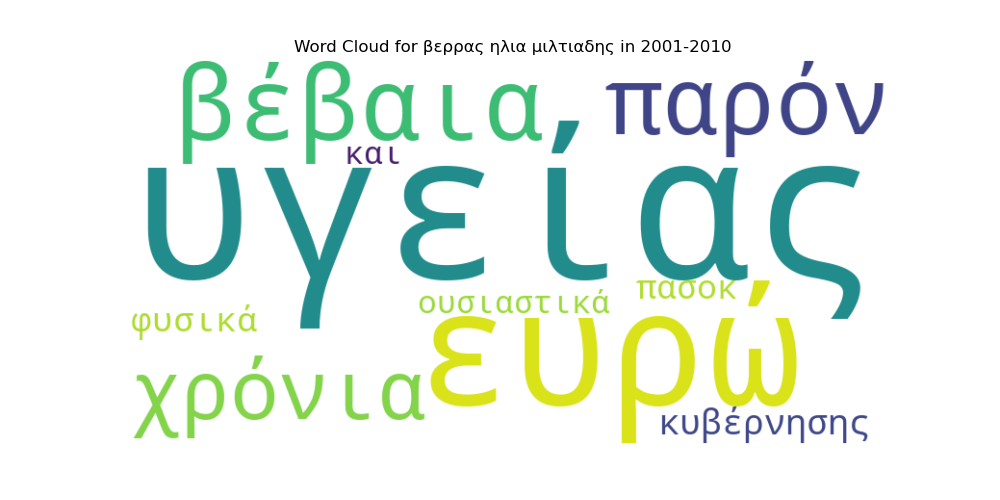 Word Cloud for βερρας ηλια μιλτιαδης in 2001-2010
βέβαια
παρόν
και
υγείας
πασοκ
ουσιαστικά
φυσικά
ευρώ
χρόνια
κυβέρνησης